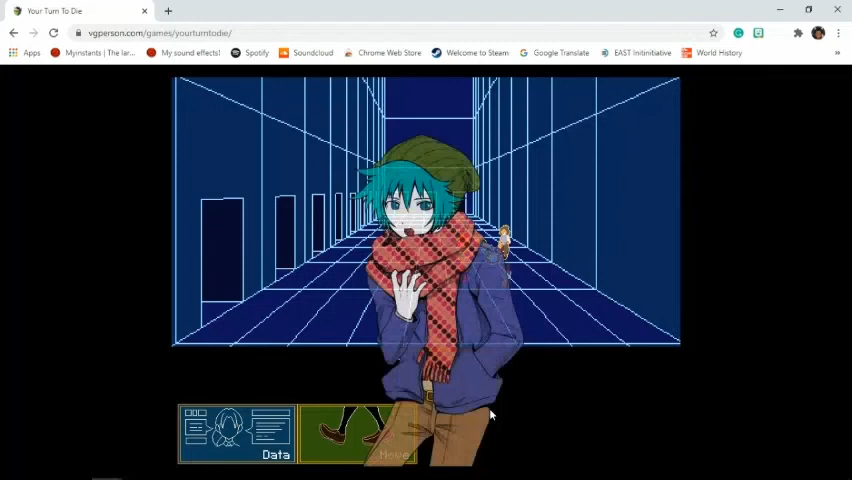 Your Turn To Die
vgperson.com/games/yourturntodie/
Apps Myinstants | The lar... My sound effects! Spotify Soundcloud Chrome Web Store Welcome to Steam Google Translate EAST Initinitiative World History »
Data Move